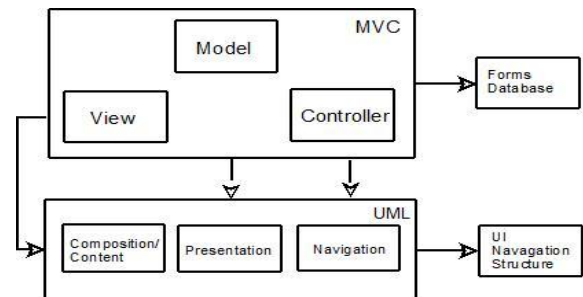 MVC
Model
View
Controller
Forms
Database
UML
Composition/
Content
Presentation
Navigation
UI
Navagation
Structure